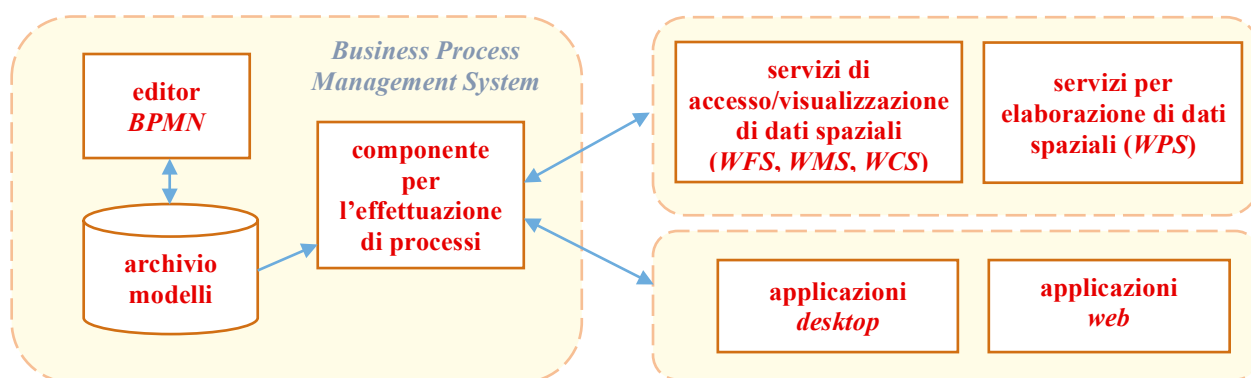 Business Process
Management System
editor
BPMN
archivio
modelli
componente
per
l’effettuazione
di processi
servizi di
accesso/visualizzazione
di dati spaziali
(WFS, WMS, WCS)
servizi per
elaborazione di dati
spaziali (WPS)
applicazioni
desktop
applicazioni
web